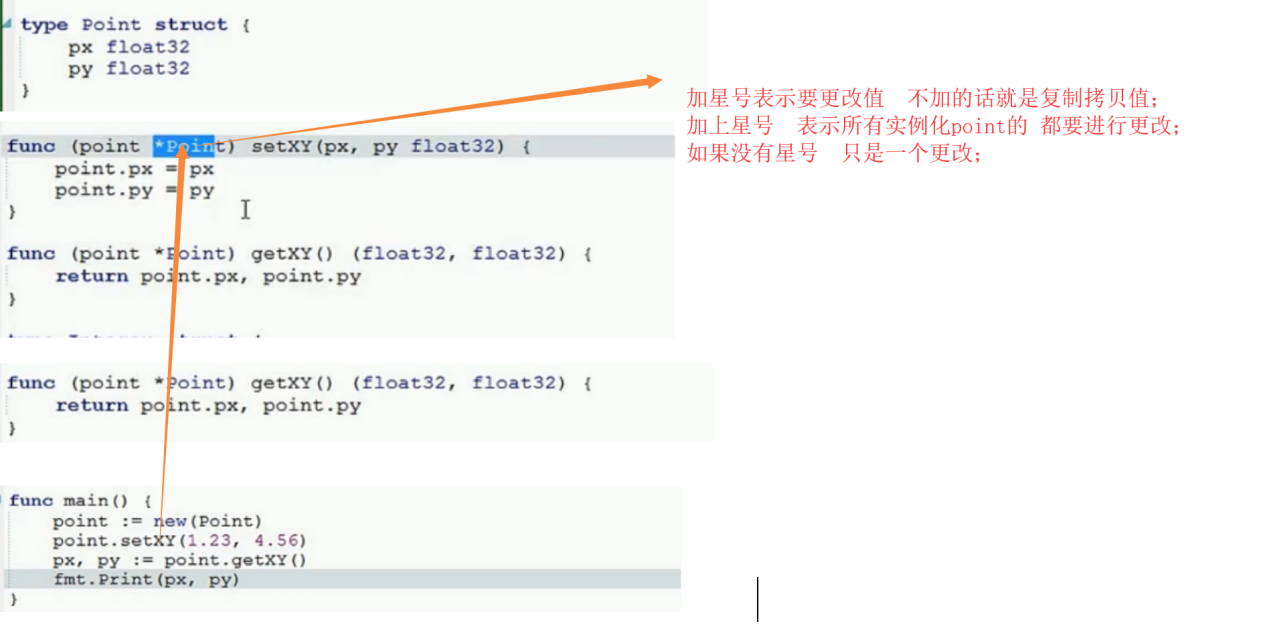 type Point struct {
px float32
py float32
}
加星号表示要更改值 不加的话就是复制拷贝值;
加上星号 表示所有实例化point的 都要进行更改;
如果没有星号 只是一个更改;
func (point *Point) setXY(px, py float32) {
point.px = px
point.py = py
}
func (point *Point) getXY() (float32, float32) {
return point.px, point.py
}
func (point *Point) getXY() (float32, float32) {
return point.px, point.py
}
func main() {
point := new(Point)
point.setXY(1.23, 4.56)
px, py := point.getXY()
fmt.Print(px, py)
}